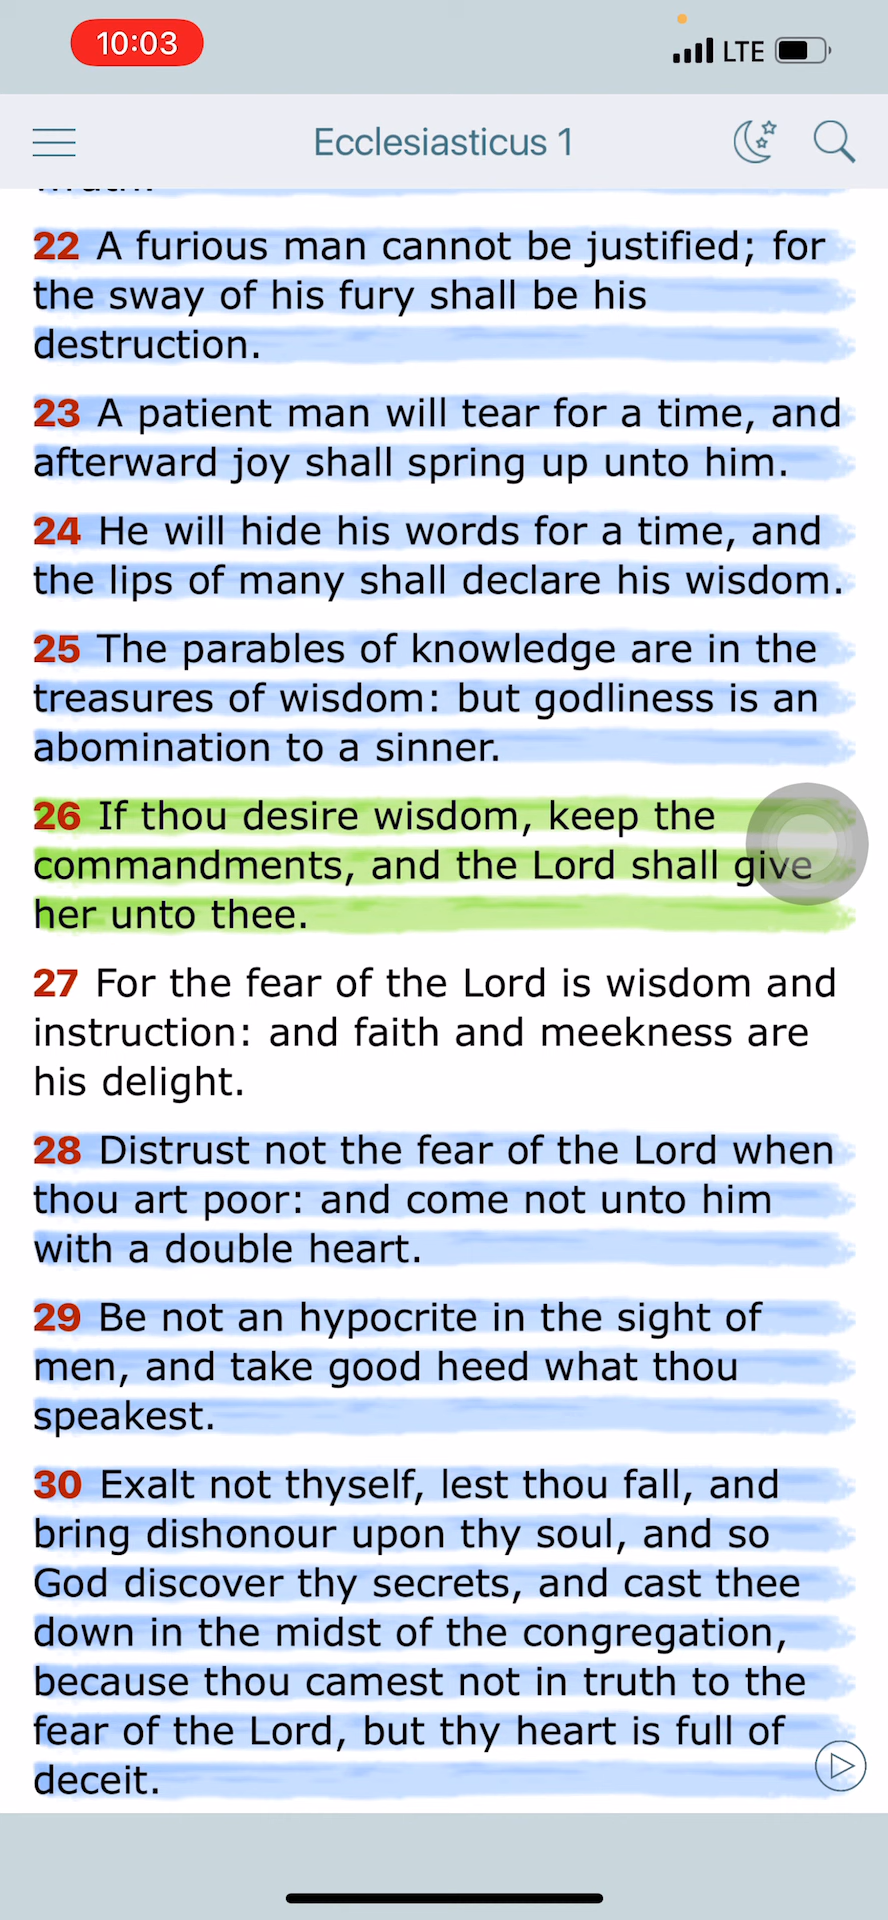 10:03
LTE
Ecclesiasticus 1
22 A furious man cannot be justified; for
the sway of his fury shall be his
destruction.
23 A patient man will tear for a time, and
afterward joy shall spring up unto him.
24 He will hide his words for a time, and
the lips of many shall declare his wisdom.
25 The parables of knowledge are in the
treasures of wisdom: but godliness is an
abomination to a sinner.
26 If thou desire wisdom, keep the
commandments, and the Lord shall give
her unto thee.
27 For the fear of the Lord is wisdom and
instruction: and faith and meekness are
his delight.
28 Distrust not the fear of the Lord when
thou art poor: and come not unto him
with a double heart.
29 Be not an hypocrite in the sight of
men, and take good heed what thou
speakest.
30 Exalt not thyself, lest thou fall, and
bring dishonour upon thy soul, and so
God discover thy secrets, and cast thee
down in the midst of the congregation,
because thou camest not in truth to the
fear of the Lord, but thy heart is full of
deceit.